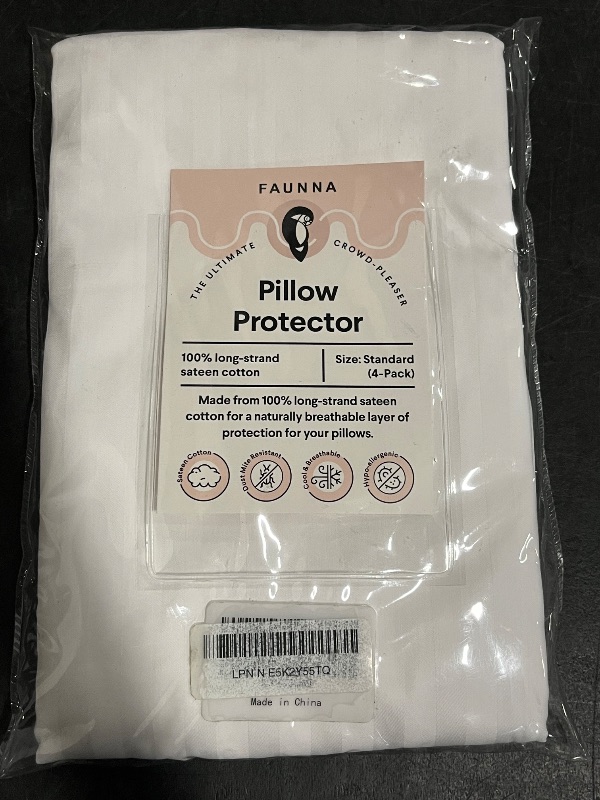 FAUNNA
THE ULTIMATE CROWD-PLEASER
Pillow
Protector
100% long-strand
sateen cotton
Size: Standard
(4-Pack)
Made from 100% long-strand sateen
cotton for a naturally breathable layer of
protection for your pillows.
Sateen Cotton
Dust Mite Resistant
Cool & Breathable
Hypo-allergenic
LPN N E5K2Y55TQ
Made in China